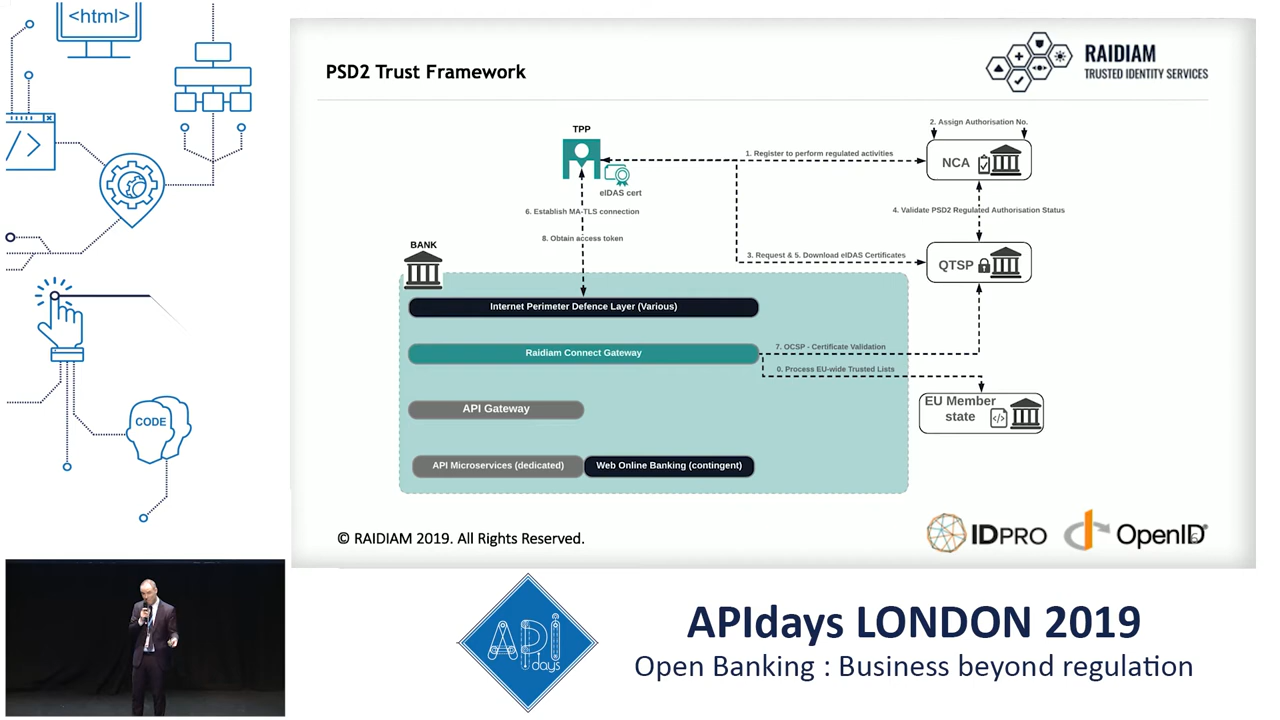 <html>
</>
CODE
PSD2 Trust Framework
RAIDIAM
TRUSTED IDENTITY SERVICES
TPP
eIDAS cert
1. Register to perform regulated activities
2. Assign Authorisation No.
NCA
4. Validate PSD2 Regulated Authorisation Status
6. Establish MA-TLS connection
8. Obtain access token
3. Request & 5. Download eIDAS Certificates
QTSP
BANK
Internet Perimeter Defence Layer (Various)
Raidiam Connect Gateway
7. OCSP - Certificate Validation
0. Process EU-wide Trusted Lists
EU Member
state
</>
API Gateway
API Microservices (dedicated)
Web Online Banking (contingent)
© RAIDIAM 2019. All Rights Reserved.
IDPRO
OpenID®
6
API
days
APIdays LONDON 2019
Open Banking : Business beyond regulation